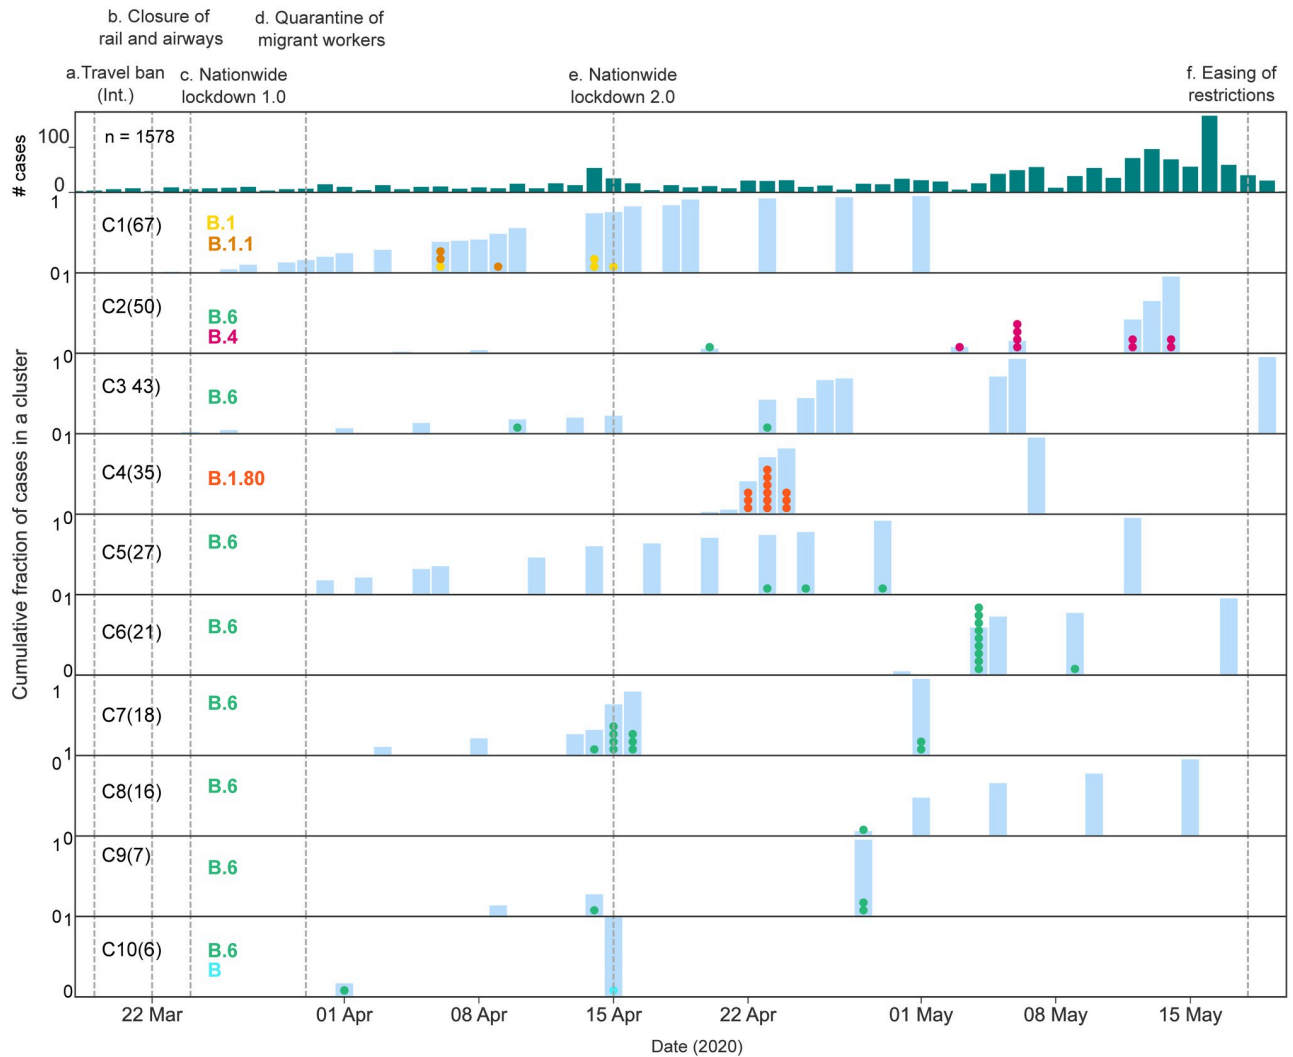 b. Closure of
rail and airways
d. Quarantine of
migrant workers
a.Travel ban
(Int.)
c. Nationwide
lockdown 1.0
e. Nationwide
lockdown 2.0
f. Easing of
restrictions
# cases
100
0
n = 1578
Cumulative fraction of cases in a cluster
1
C1(67)
B.1
B.1.1
0
1
C2(50)
B.6
B.4
0
1
C3 43)
B.6
0
1
C4(35)
B.1.80
0
1
C5(27)
B.6
0
1
C6(21)
B.6
0
1
C7(18)
B.6
0
1
C8(16)
B.6
0
1
C9(7)
B.6
0
1
C10(6)
B.6
B
0
22 Mar
01 Apr
08 Apr
15 Apr
22 Apr
01 May
08 May
15 May
Date (2020)